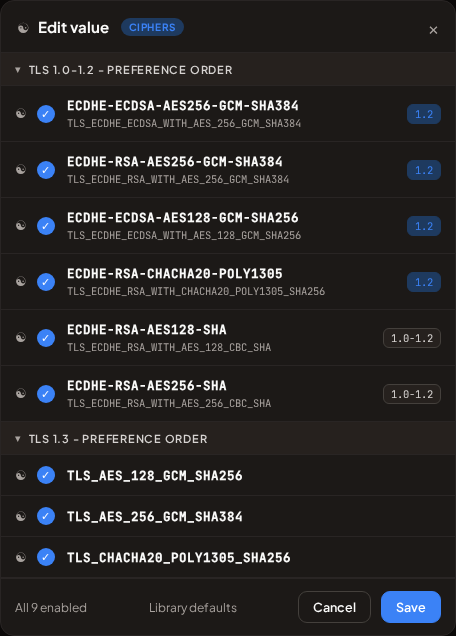 ☯ Edit value CIPHERS ×
▾ TLS 1.0–1.2 – PREFERENCE ORDER
☯ ✓ ECDHE-ECDSA-AES256-GCM-SHA384 1.2
TLS_ECDHE_ECDSA_WITH_AES_256_GCM_SHA384
☯ ✓ ECDHE-RSA-AES256-GCM-SHA384 1.2
TLS_ECDHE_RSA_WITH_AES_256_GCM_SHA384
☯ ✓ ECDHE-ECDSA-AES128-GCM-SHA256 1.2
TLS_ECDHE_ECDSA_WITH_AES_128_GCM_SHA256
☯ ✓ ECDHE-RSA-CHACHA20-POLY1305 1.2
TLS_ECDHE_RSA_WITH_CHACHA20_POLY1305_SHA256
☯ ✓ ECDHE-RSA-AES128-SHA 1.0-1.2
TLS_ECDHE_RSA_WITH_AES_128_CBC_SHA
☯ ✓ ECDHE-RSA-AES256-SHA 1.0-1.2
TLS_ECDHE_RSA_WITH_AES_256_CBC_SHA
▾ TLS 1.3 – PREFERENCE ORDER
☯ ✓ TLS_AES_128_GCM_SHA256
☯ ✓ TLS_AES_256_GCM_SHA384
☯ ✓ TLS_CHACHA20_POLY1305_SHA256
All 9 enabled Library defaults Cancel Save